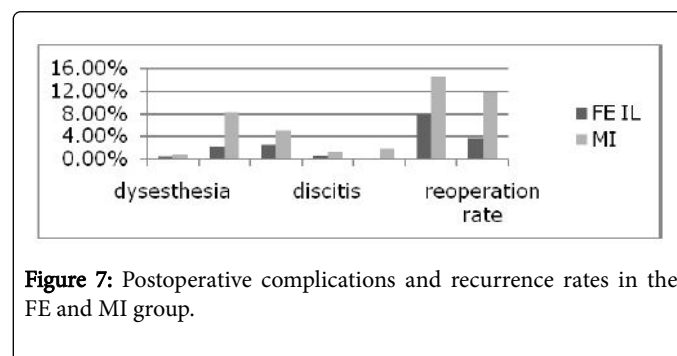 16.00%
12.00%
8.00%
4.00%
0.00%
dysesthesia discitis reoperation
rate
FE IL
MI
Figure 7: Postoperative complications and recurrence rates in the
FE and MI group.